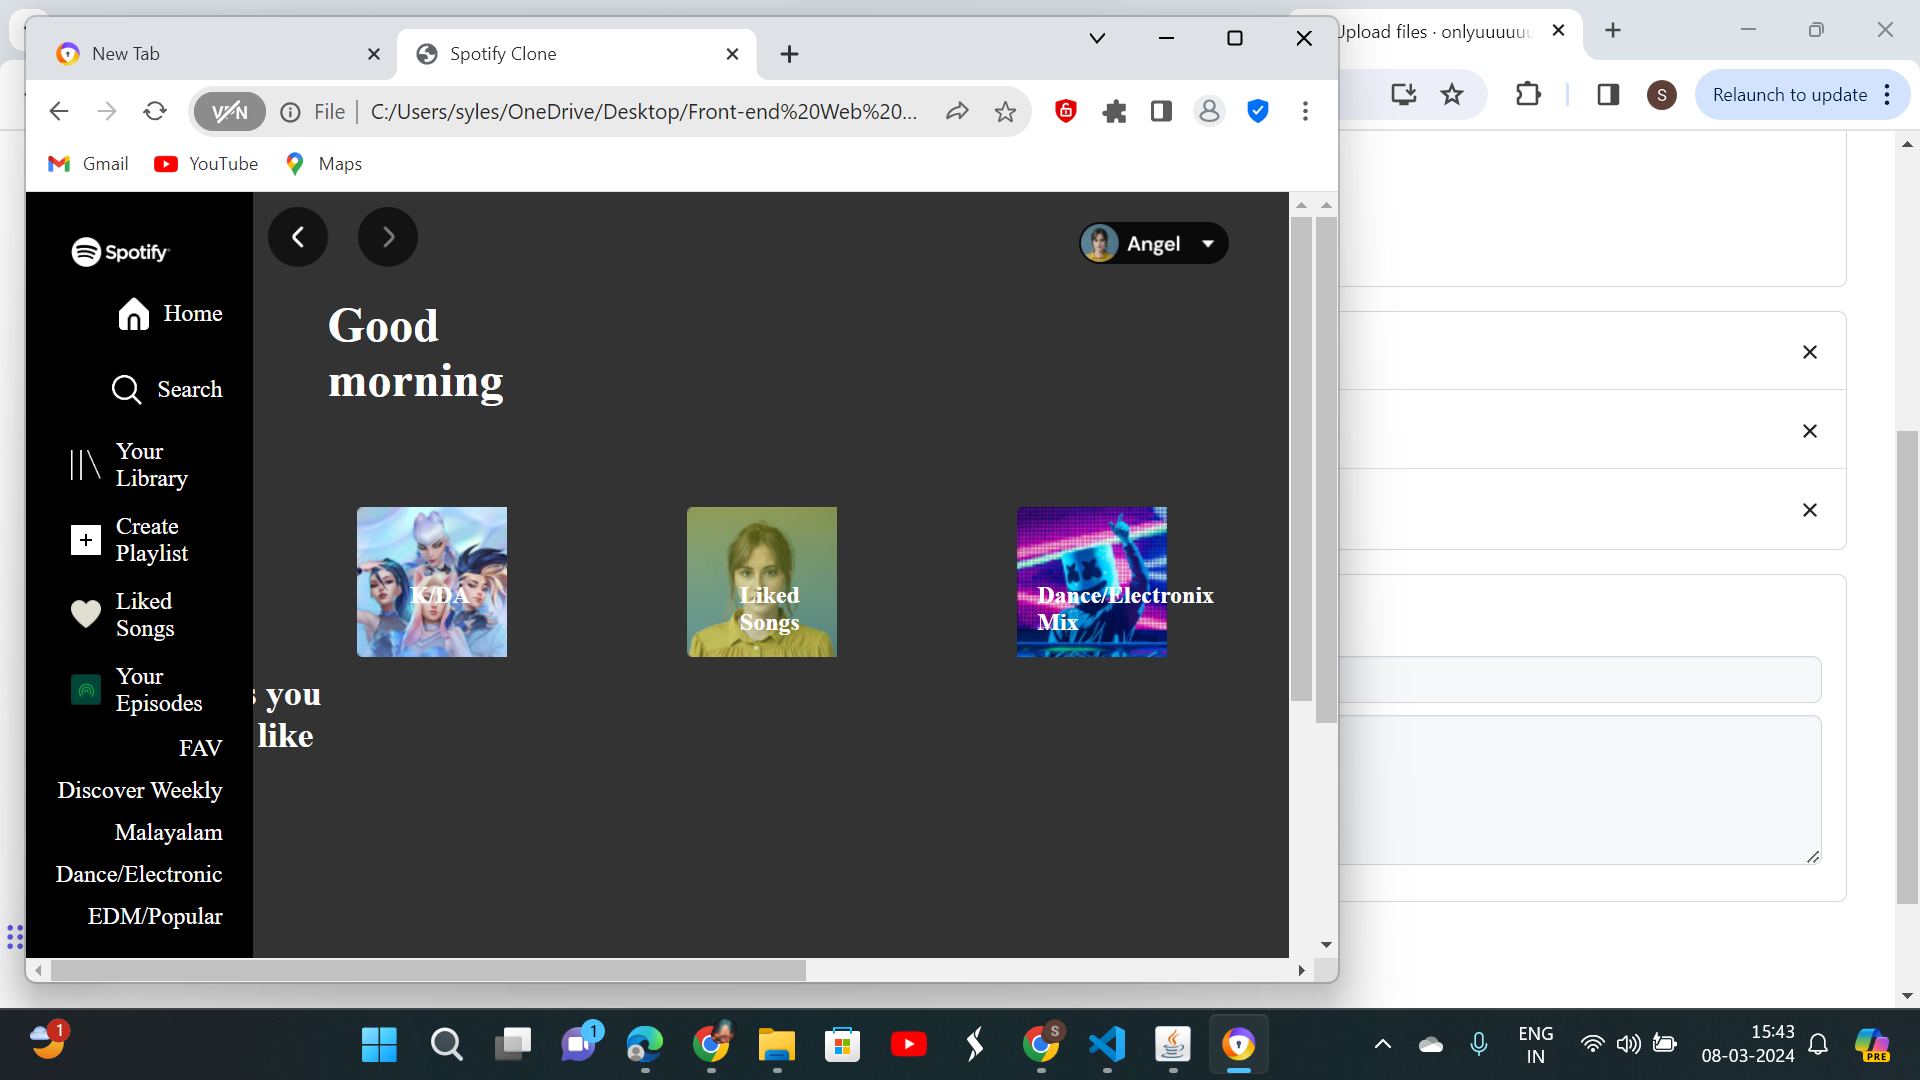 New Tab
Spotify Clone
Upload files · onlyuuuuu
VPN
File
C:/Users/syles/OneDrive/Desktop/Front-end%20Web%20...
S
Relaunch to update
Gmail
YouTube
Maps
Spotify
Angel
Home
Search
Your
Library
Create
Playlist
Liked
Songs
Your
Episodes
FAV
Discover Weekly
Malayalam
Dance/Electronic
EDM/Popular
Good
morning
K/DA
Liked
Songs
Dance/Electronix
Mix
s you
like
1
1
S
ENG
IN
15:43
08-03-2024
PRE